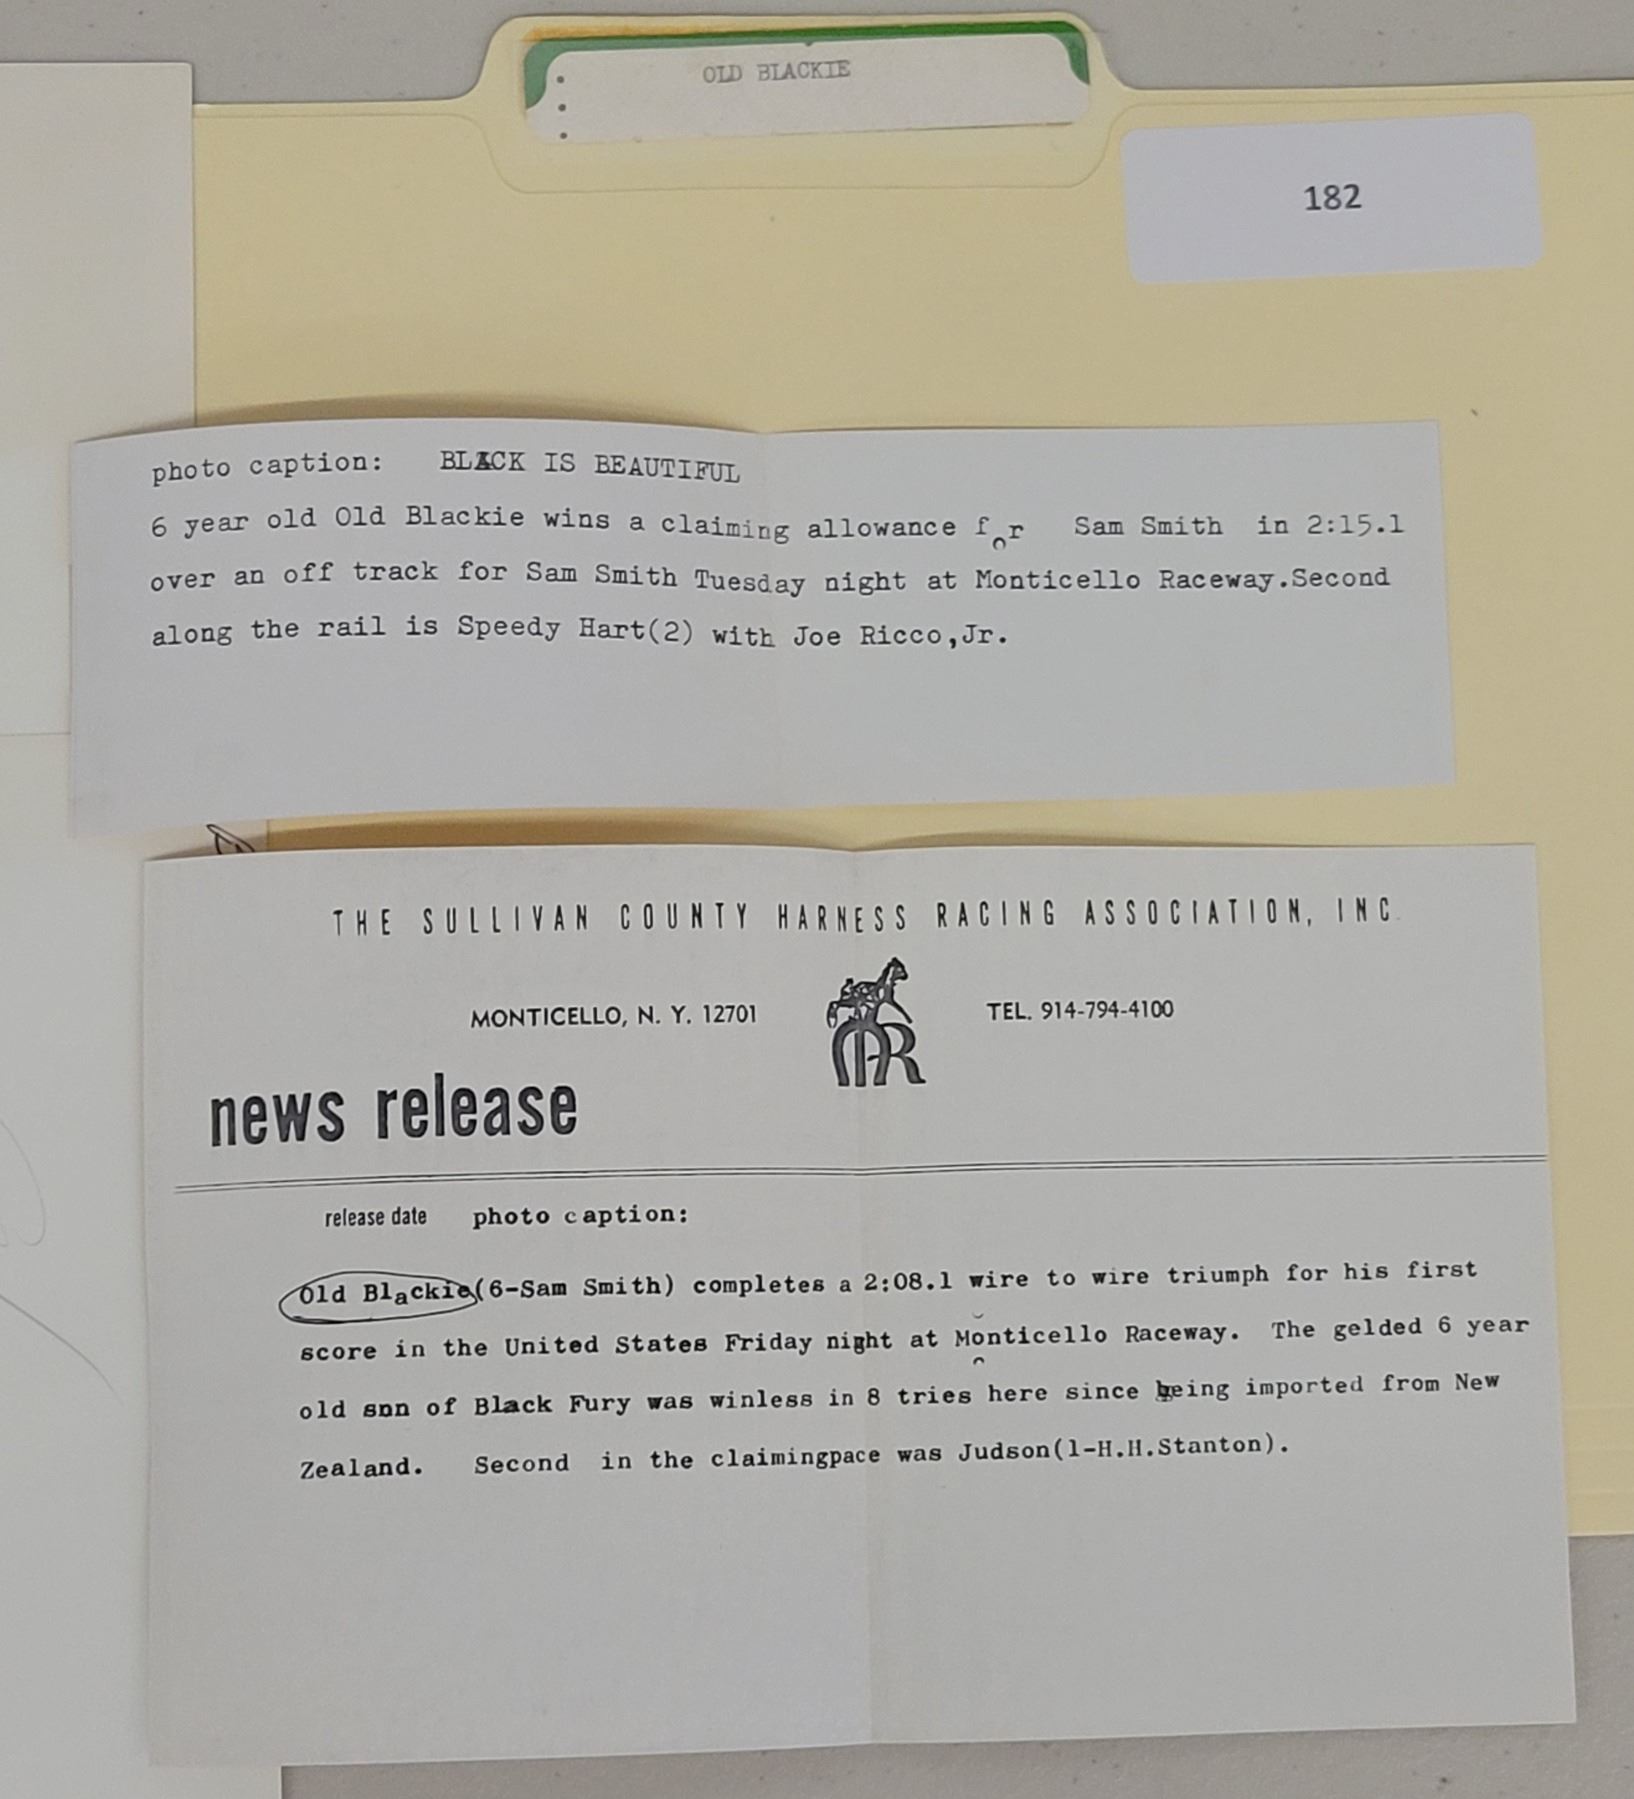 OLD BLACKIE
182
photo caption: BLACK IS BEAUTIFUL
6 year old Old Blackie wins a claiming allowance for Sam Smith in 2:15.1
over an off track for Sam Smith Tuesday night at Monticello Raceway.Second
along the rail is Speedy Hart(2) with Joe Ricco,Jr.
THE SULLIVAN COUNTY HARNESS RACING ASSOCIATION, INC.
MONTICELLO, N. Y. 12701
MR
TEL. 914-794-4100
news release
release date photo caption:
Old Blackie(6-Sam Smith) completes a 2:08.1 wire to wire triumph for his first
score in the United States Friday night at Monticello Raceway. The gelded 6 year
old snn of Black Fury was winless in 8 tries here since being imported from New
Zealand. Second in the claimingpace was Judson(1-H.H.Stanton).